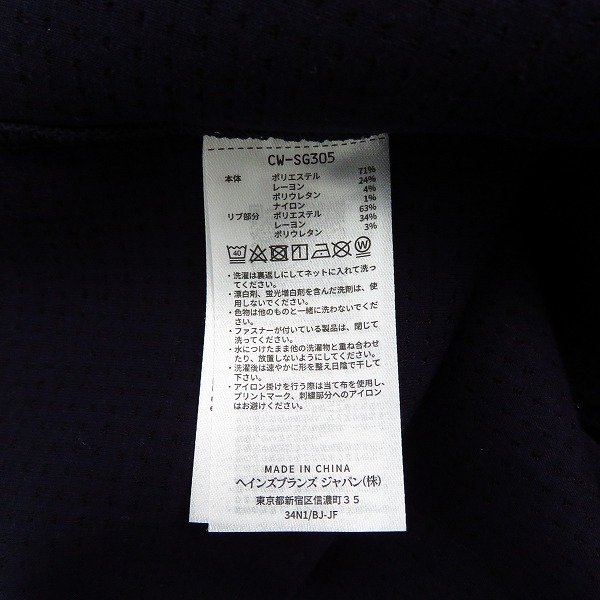 CW-SG305
本体 ポリエステル 71%
レーヨン 24%
ポリウレタン 4%
ナイロン 1%
リブ部分 ポリエステル 63%
レーヨン 34%
ポリウレタン 3%
40 W
・洗濯は裏返しにしてネットに入れて洗っ
てください。
・漂白剤、蛍光増白剤を含んだ洗剤は、使
用しないでください。
・色物は他のものと一緒に洗わないでくだ
さい。
・ファスナーが付いている製品は、閉じて
洗ってください。
・水につけたまま他の洗濯物と重ね合わせ
たり、放置しないようにしてください。
・洗濯後は速やかに形を整え日陰で干して
下さい。
・アイロン掛けを行う際は当て布を使用し、
プリントマーク、刺繍部分へのアイロン
はお避けください。
MADE IN CHINA
ヘインズブランズ ジャパン(株)
東京都新宿区信濃町35
34N1/BJ-JF